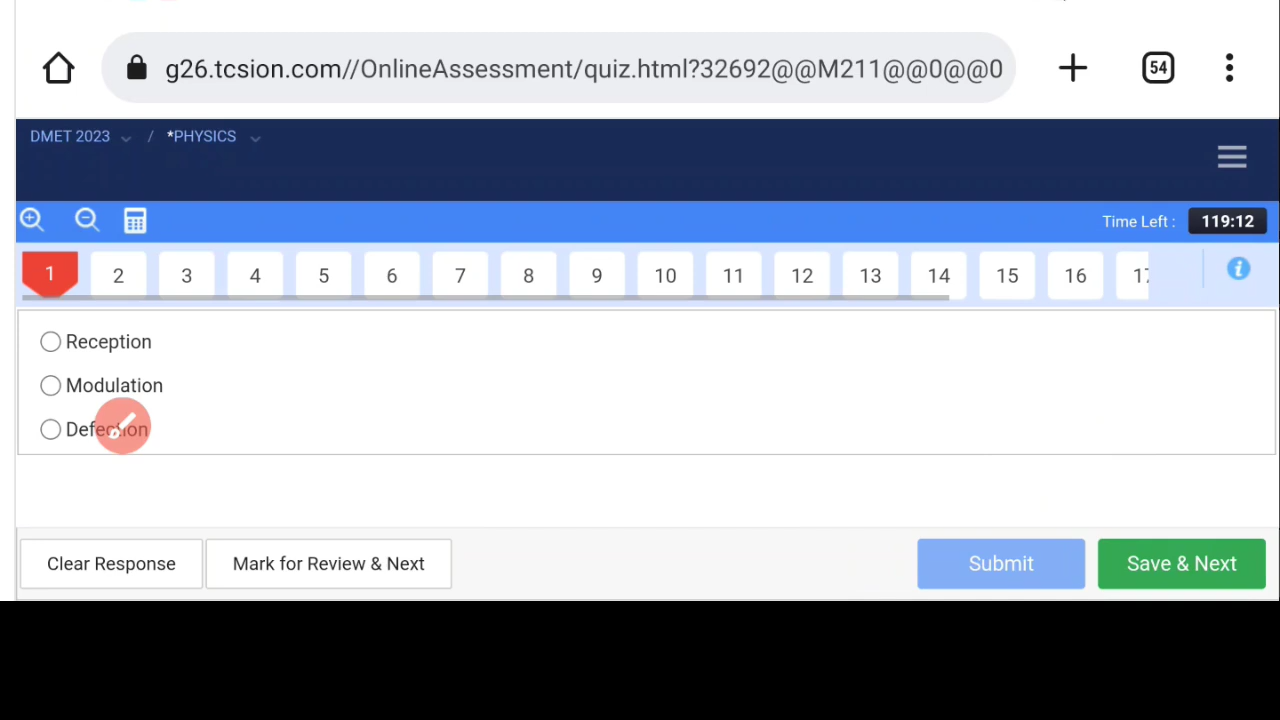 g26.tcsion.com//OnlineAssessment/quiz.html?32692@@M211@@0@@0
54
DMET 2023 / *PHYSICS
Time Left : 119:12
1 2 3 4 5 6 7 8 9 10 11 12 13 14 15 16 17
Reception
Modulation
Defection
Clear Response Mark for Review & Next Submit Save & Next